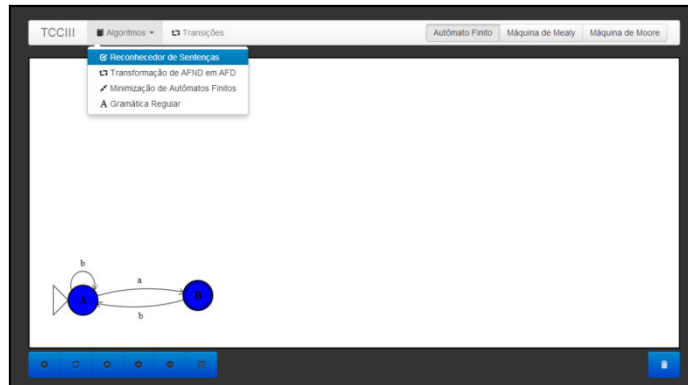 TCCIII Algoritmos Transições Autômato Finito Máquina de Mealy Máquina de Moore
Reconhecedor de Sentenças
Transformação de AFND em AFD
Minimização de Autômatos Finitos
Gramática Regular
b
A
a
B
b